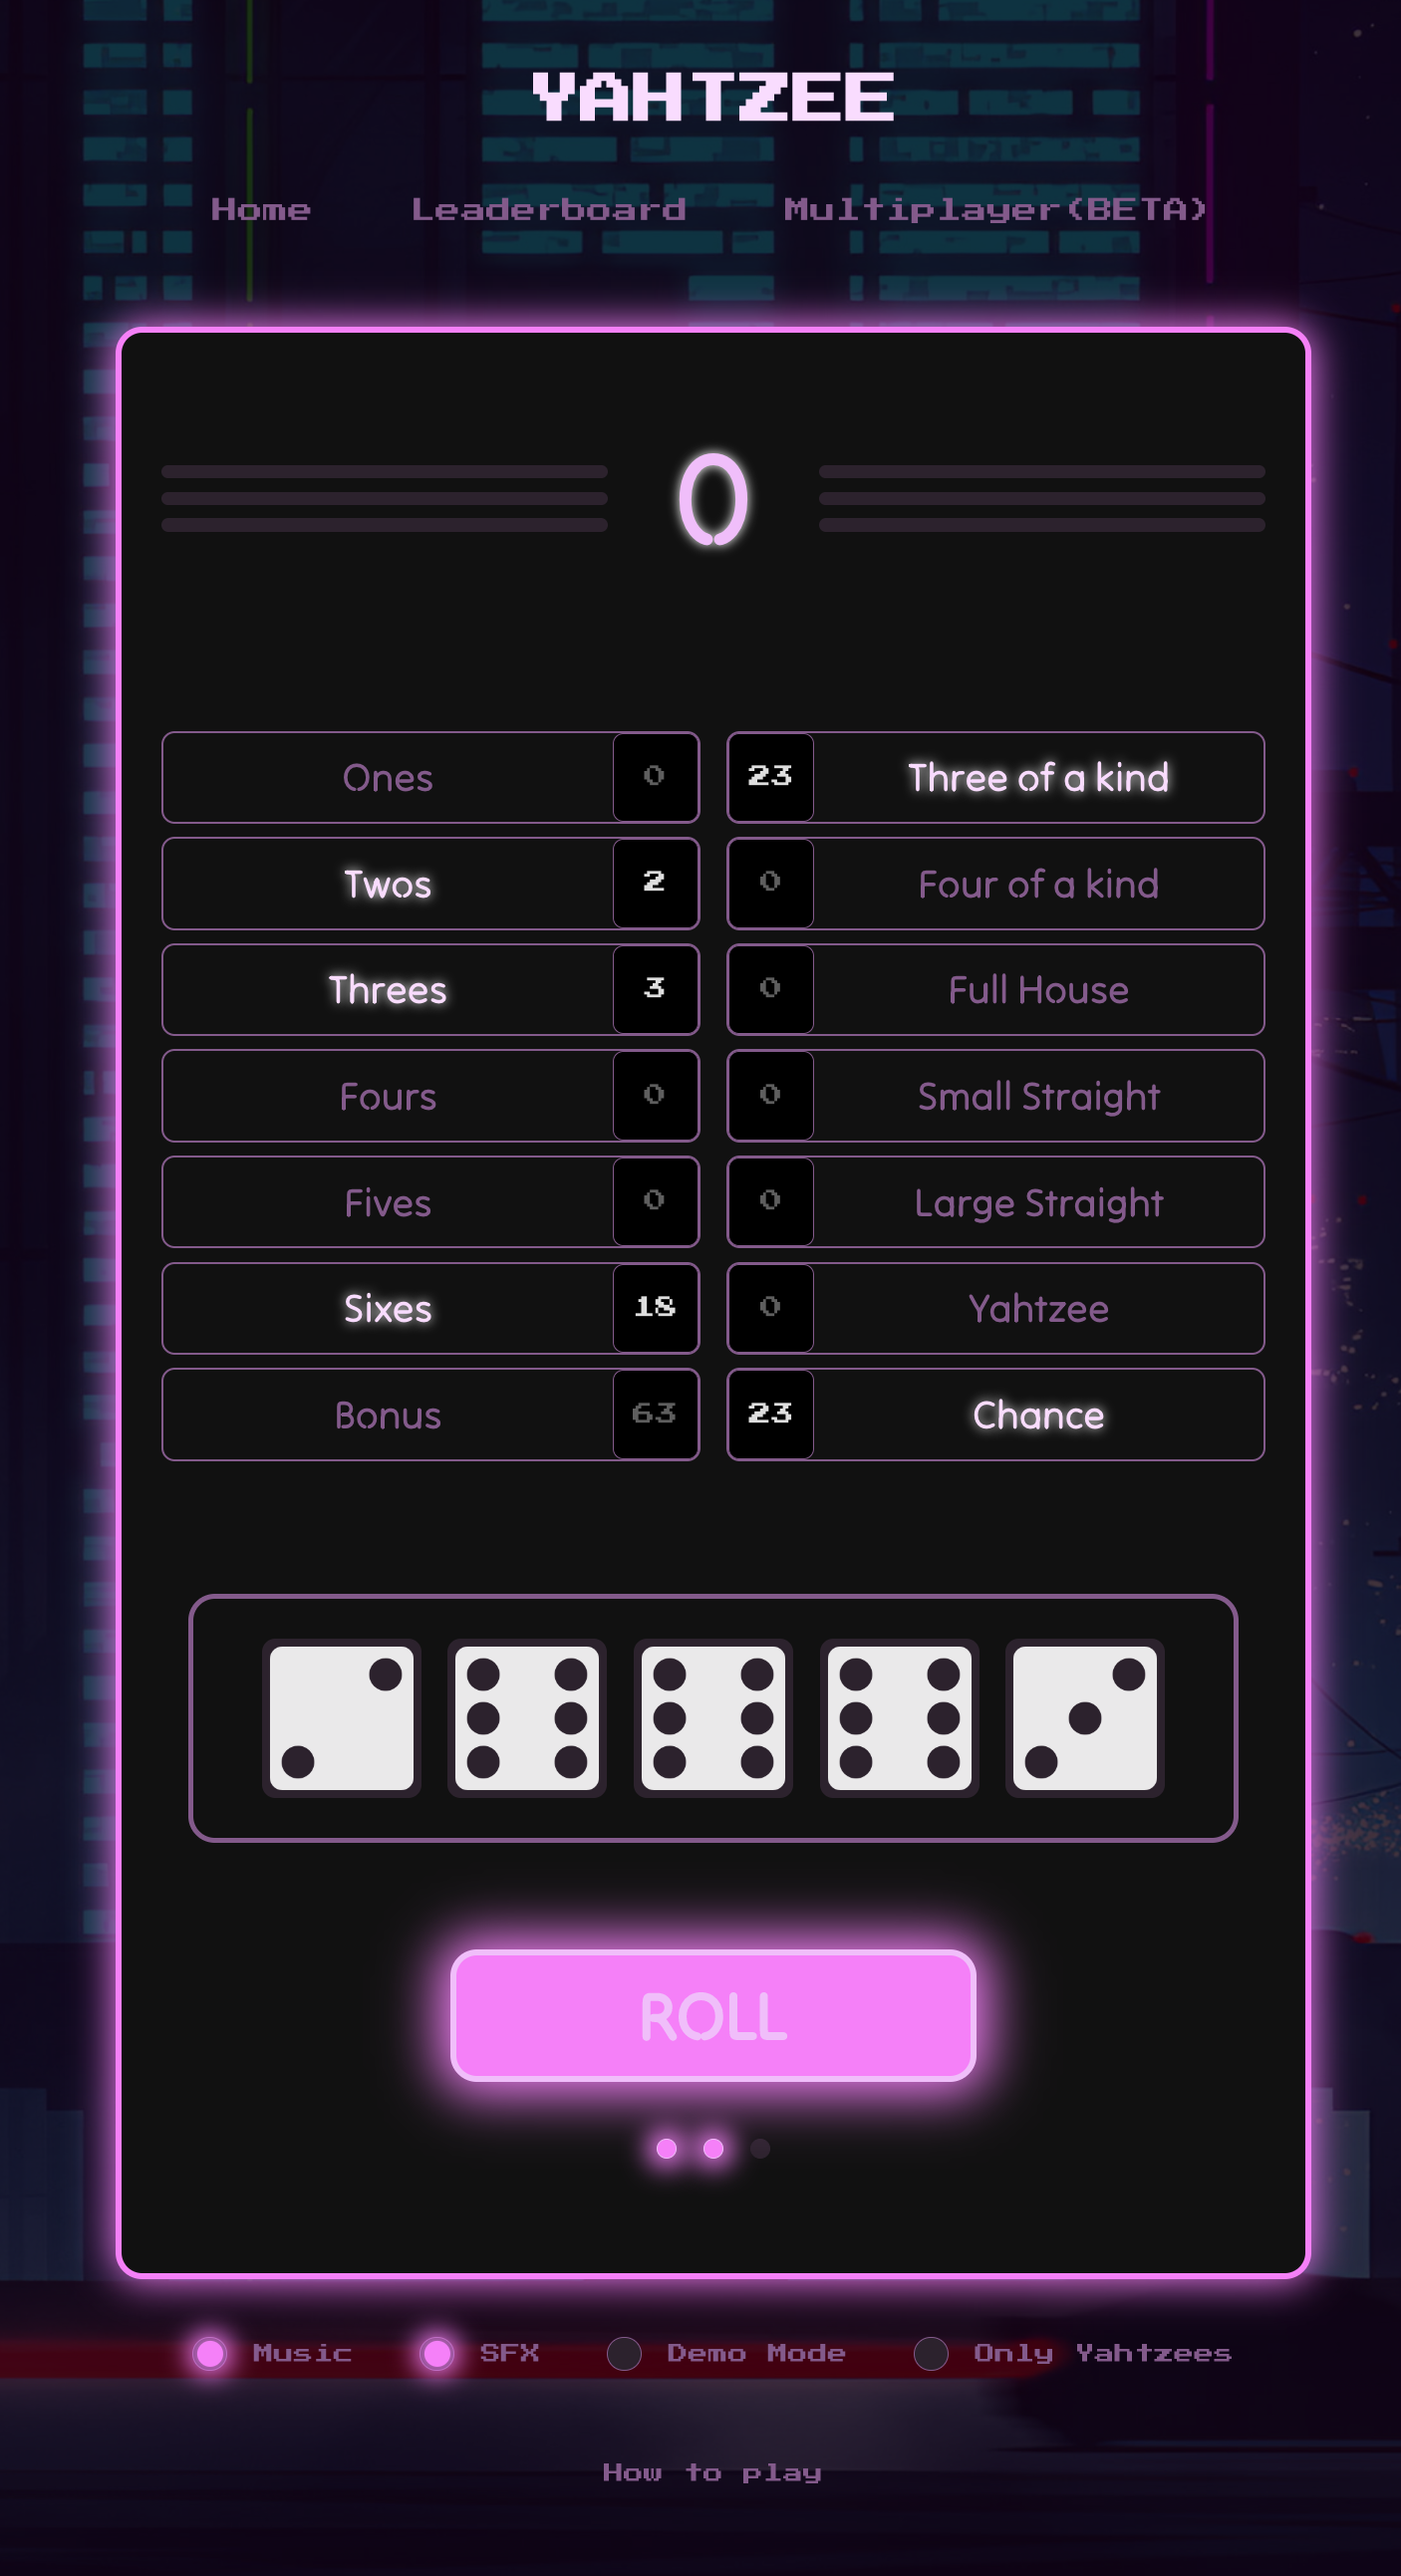 YAHTZEE
Home Leaderboard Multiplayer(BETA)
0
Ones 0 23 Three of a kind
Twos 2 0 Four of a kind
Threes 3 0 Full House
Fours 0 0 Small Straight
Fives 0 0 Large Straight
Sixes 18 0 Yahtzee
Bonus 63 23 Chance
ROLL
Music SFX Demo Mode Only Yahtzees
How to play